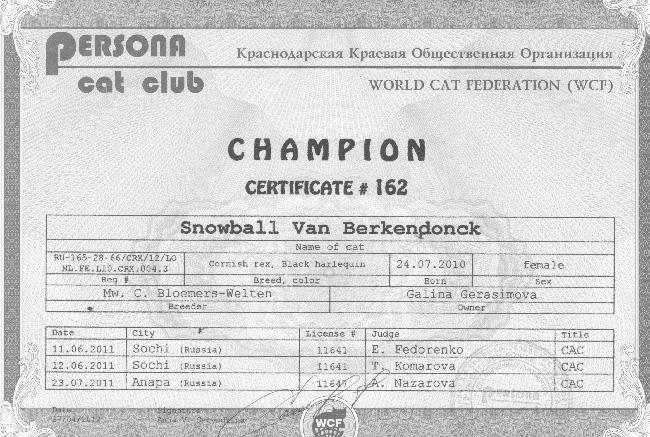 PERSONA
cat club
Краснодарская Краевая Общественная Организация
WORLD CAT FEDERATION (WCF)
CHAMPION
CERTIFICATE # 162
Snowball Van Berkendonck
Name of cat
RU-165-28-66/CRX/12/LO
NL.FE.LIO.CRX.004.3
Cornish rex, Black harlequin
24.07.2010
female
Reg # Breed, color Born Sex
Mw. C. Bloemers-Welten Galina Gerasimova
Breeder Owner
Date City License # Judge Title
11.06.2011 Sochi (Russia) 11641 E. Fedorenko CAC
12.06.2011 Sochi (Russia) 11641 T. Komarova CAC
23.07.2011 Anapa (Russia) A. Nazarova CAC
PERSONA
Date Signature
WCF